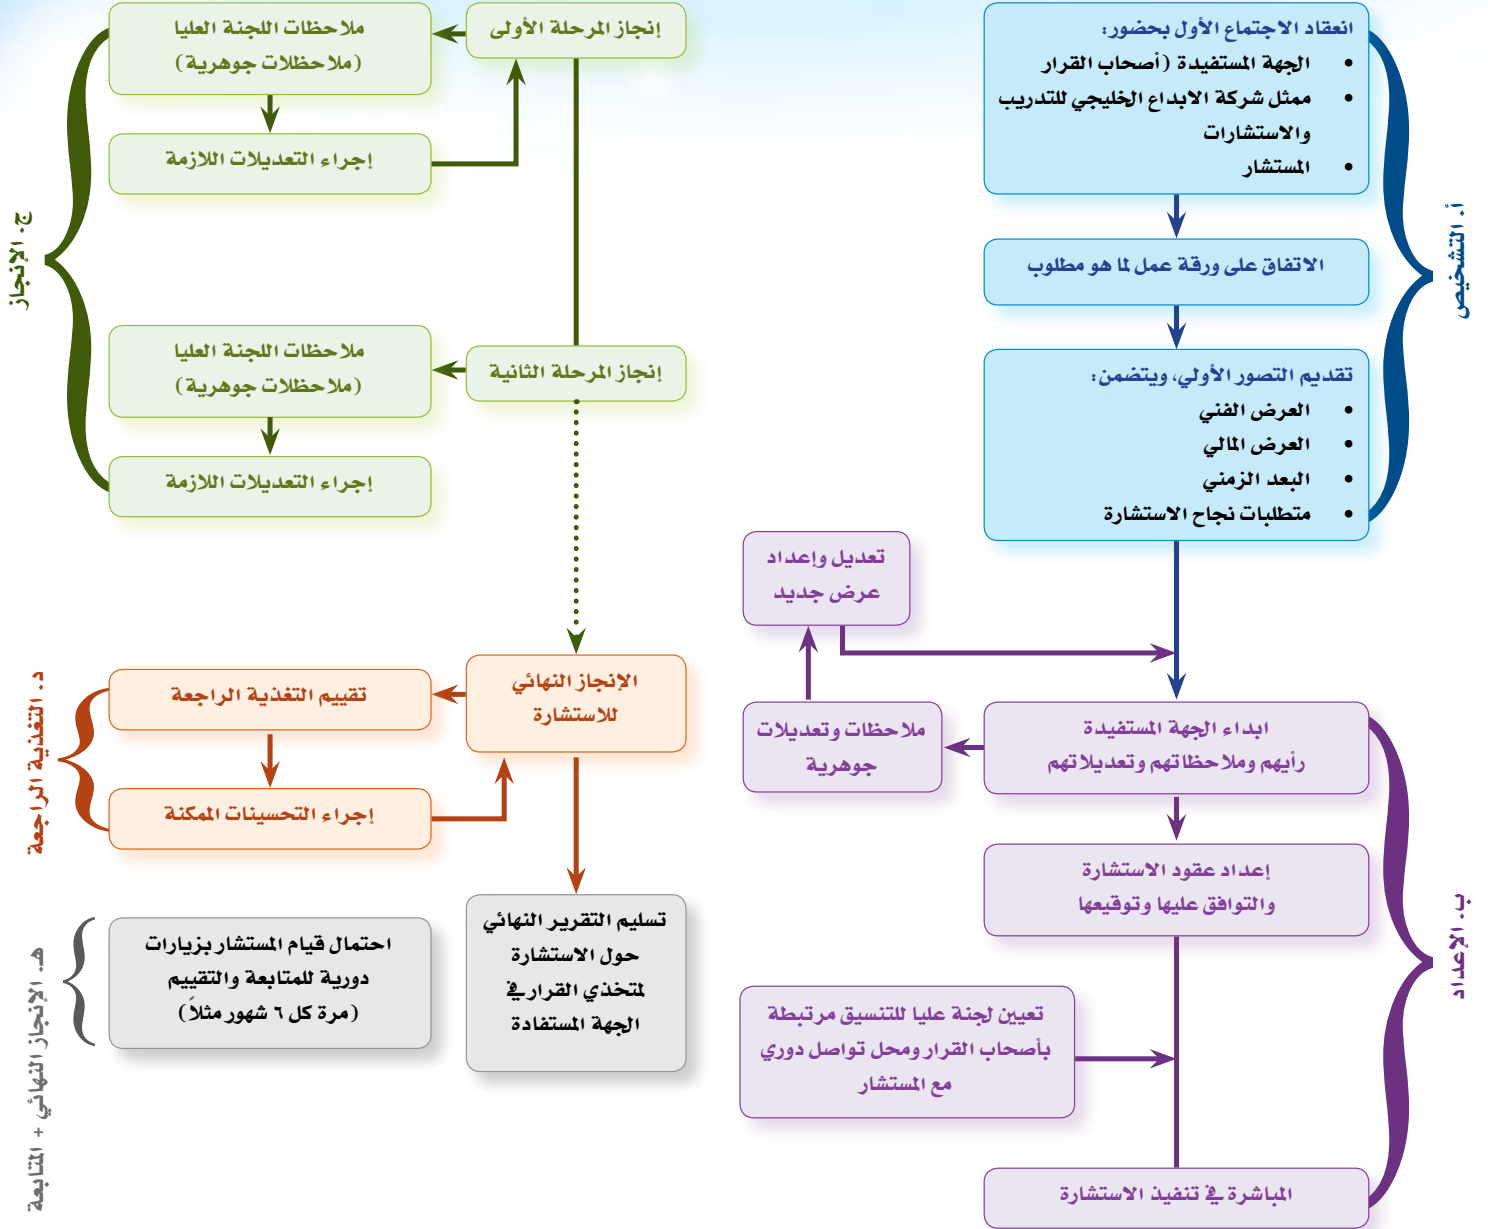 أ. التشخيص
انعقاد الاجتماع الأول بحضور:
• الجهة المستفيدة (أصحاب القرار
• ممثل شركة الابداع الخليجي للتدريب
والاستشارات
• المستشار
الاتفاق على ورقة عمل لما هو مطلوب
تقديم التصور الأولي، ويتضمن:
• العرض الفني
• العرض المالي
• البعد الزمني
• متطلبات نجاح الاستشارة
ب. الإعداد
ابداء الجهة المستفيدة
رأيهم وملاحظاتهم وتعديلاتهم
ملاحظات وتعديلات
جوهرية
تعديل وإعداد
عرض جديد
إعداد عقود الاستشارة
والتوافق عليها وتوقيعها
تعيين لجنة عليا للتنسيق مرتبطة
بأصحاب القرار ومحل تواصل دوري
مع المستشار
المباشرة في تنفيذ الاستشارة
ج. الإنجاز
إنجاز المرحلة الأولى
ملاحظات اللجنة العليا
(ملاحظلات جوهرية)
إجراء التعديلات اللازمة
إنجاز المرحلة الثانية
ملاحظات اللجنة العليا
(ملاحظلات جوهرية)
إجراء التعديلات اللازمة
د. التغذية الراجعة
الإنجاز النهائي
للاستشارة
تقييم التغذية الراجعة
إجراء التحسينات الممكنة
هـ. الإنجاز النهائي + المتابعة
تسليم التقرير النهائي
حول الاستشارة
لمتخذي القرار في
الجهة المستفادة
احتمال قيام المستشار بزيارات
دورية للمتابعة والتقييم
(مرة كل ٦ شهور مثلاً)